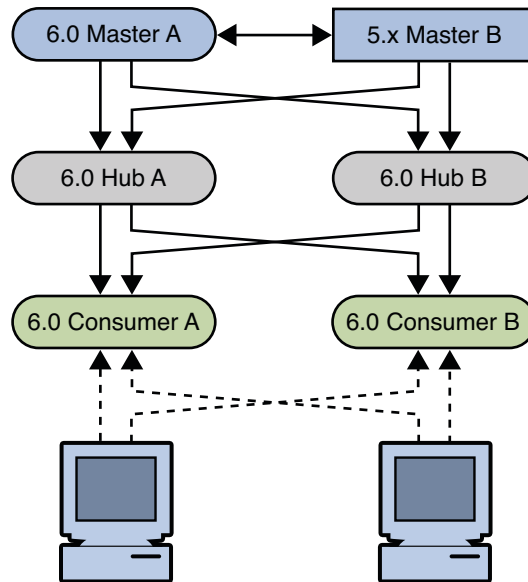 6.0 Master A
5.x Master B
6.0 Hub A
6.0 Hub B
6.0 Consumer A
6.0 Consumer B